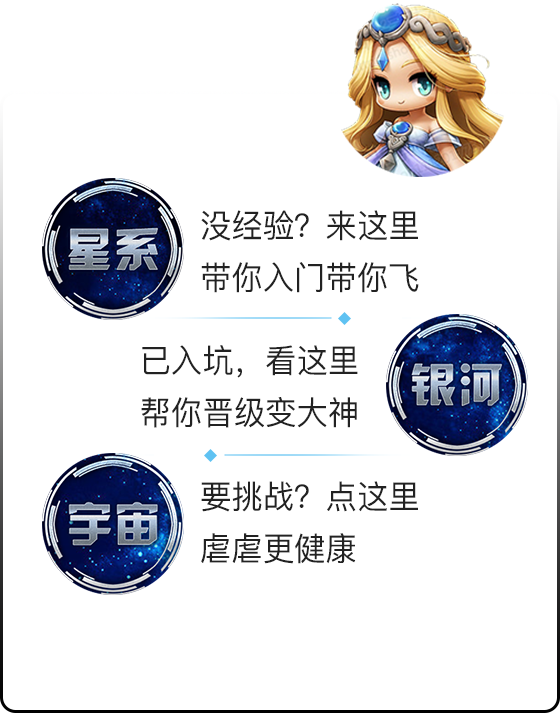 星系
没经验？来这里
带你入门带你飞
已入坑，看这里
帮你晋级变大神
银河
宇宙
要挑战？点这里
虐虐更健康